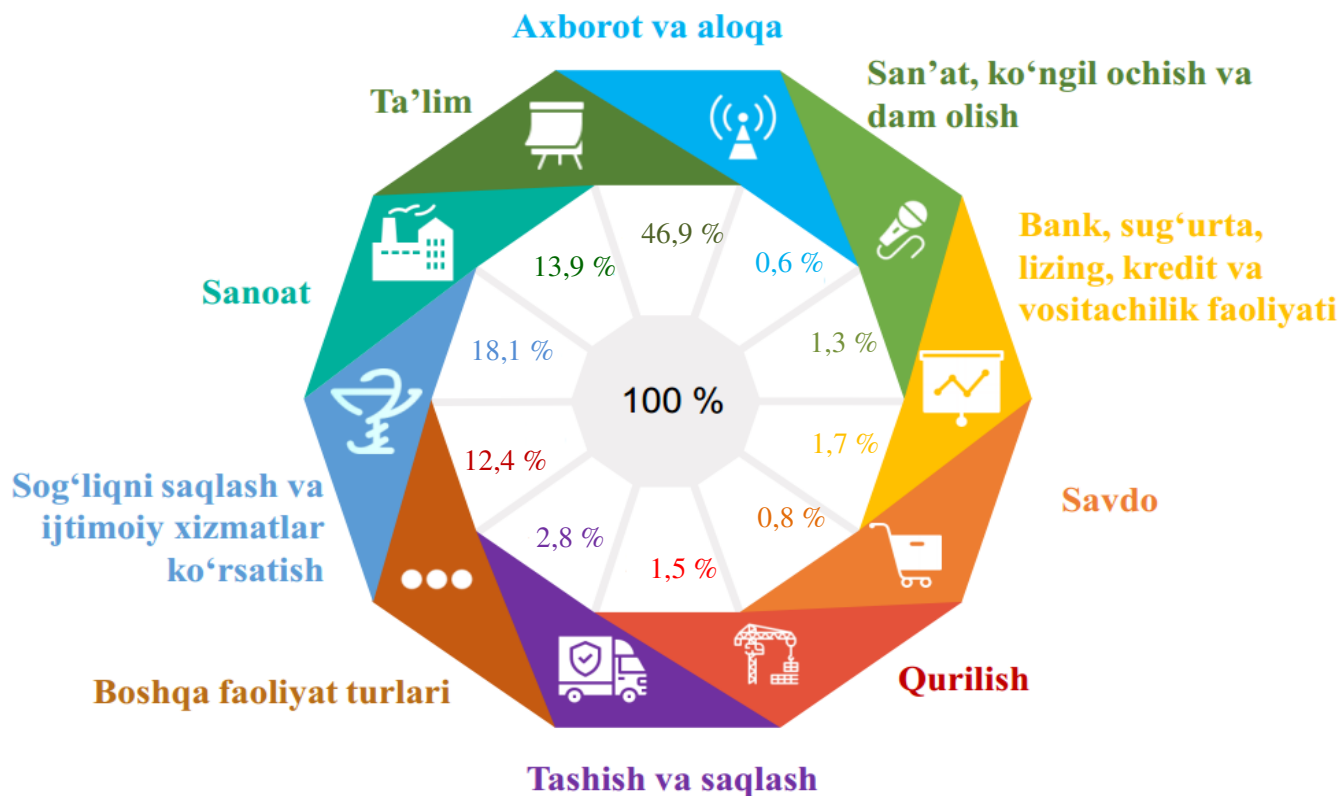 Axborot va aloqa
San’at, ko‘ngil ochish va
dam olish
Ta’lim
Bank, sug‘urta,
lizing, kredit va
vositachilik faoliyati
Sanoat
46,9 %
13,9 %
0,6 %
18,1 %
1,3 %
100 %
12,4 %
1,7 %
2,8 %
0,8 %
1,5 %
Sog‘liqni saqlash va
ijtimoiy xizmatlar
ko‘rsatish
Savdo
Boshqa faoliyat turlari
Qurilish
Tashish va saqlash